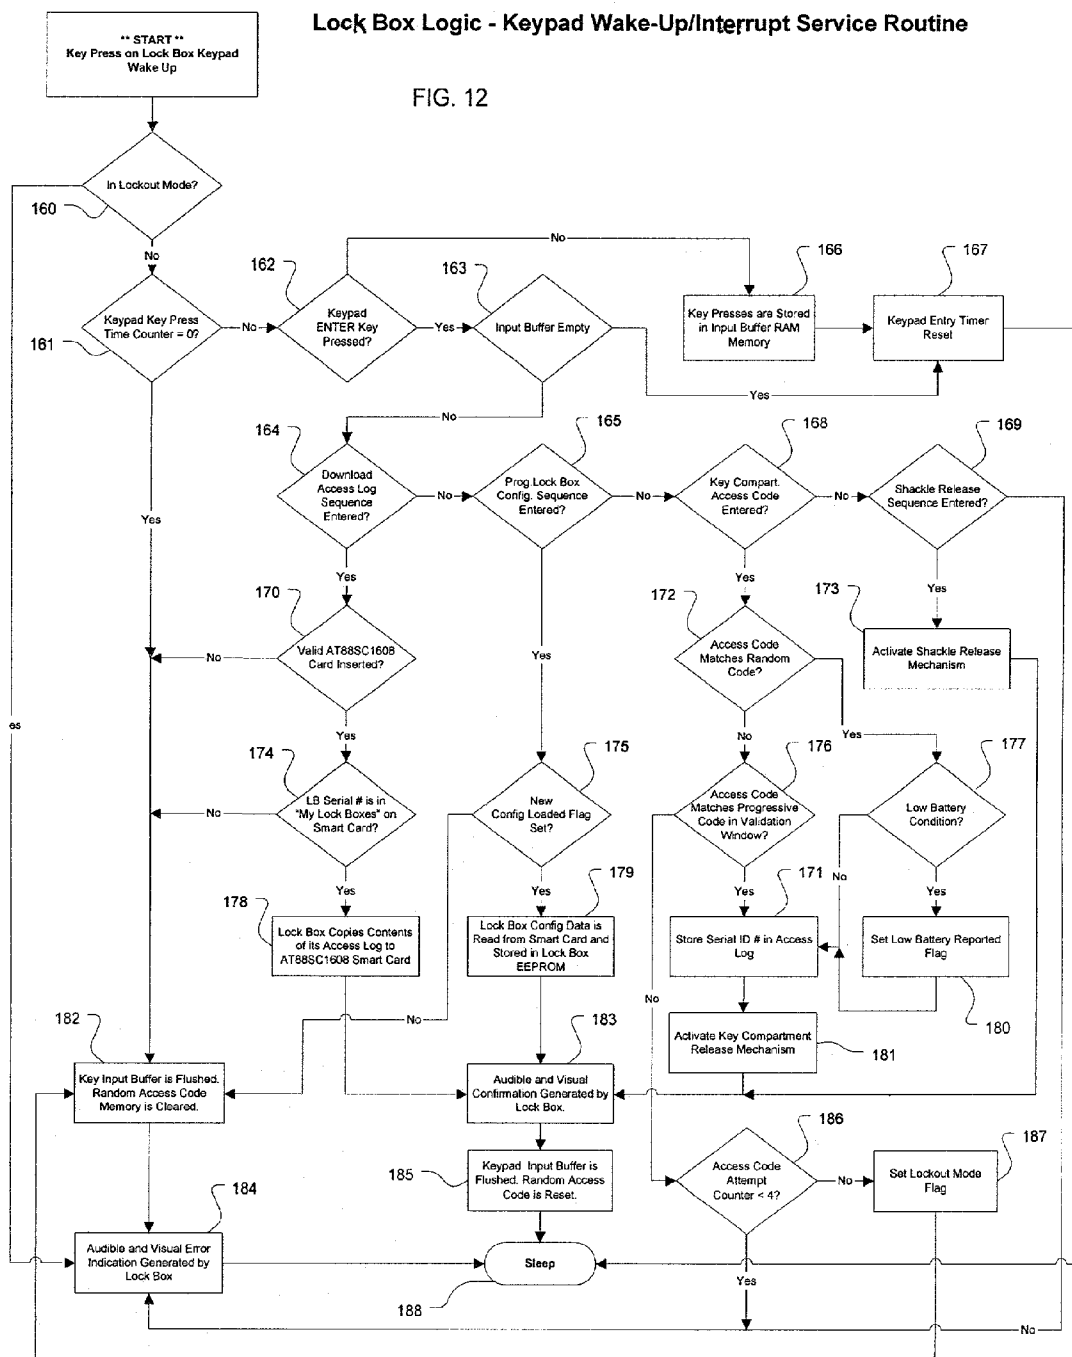 Lock Box Logic - Keypad Wake-Up/Interrupt Service Routine
** START **
Key Press on Lock Box Keypad
Wake Up
FIG. 12
In Lockout Mode?
160
No
162
163
No
166
167
Keypad Key Press
Time Counter = 0?
161
No
Keypad
ENTER Key
Pressed?
Yes
Input Buffer Empty
Key Presses are Stored
in Input Buffer RAM
Memory
Keypad Entry Timer
Reset
Yes
No
164
165
168
169
Download
Access Log
Sequence
Entered?
No
Prog.Lock Box
Config. Sequence
Entered?
No
Key Compart.
Access Code
Entered?
No
Shackle Release
Sequence Entered?
Yes
Yes
Yes
Yes
170
172
173
No
Valid AT88SC1608
Card Inserted?
Yes
Access Code
Matches Random
Code?
Activate Shackle Release
Mechanism
es
Yes
No
Yes
174
175
176
177
No
LB Serial # is in
"My Lock Boxes" on
Smart Card?
New
Config Loaded Flag
Set?
Access Code
Matches Progressive
Code in Validation
Window?
Low Battery
Condition?
No
Yes
Yes
Yes
Yes
178
179
171
Lock Box Copies Contents
of its Access Log to
AT88SC1608 Smart Card
Lock Box Config Data is
Read from Smart Card and
Stored in Lock Box
EEPROM
Store Serial ID # in Access
Log
Set Low Battery Reported
Flag
No
180
182
No
183
Activate Key Compartment
Release Mechanism
181
Key Input Buffer is Flushed.
Random Access Code
Memory is Cleared.
Audible and Visual
Confirmation Generated by
Lock Box.
186
187
185
Keypad Input Buffer is
Flushed. Random Access
Code is Reset.
Access Code
Attempt
Counter < 4?
No
Set Lockout Mode
Flag
184
Audible and Visual Error
Indication Generated by
Lock Box
Sleep
188
Yes
No